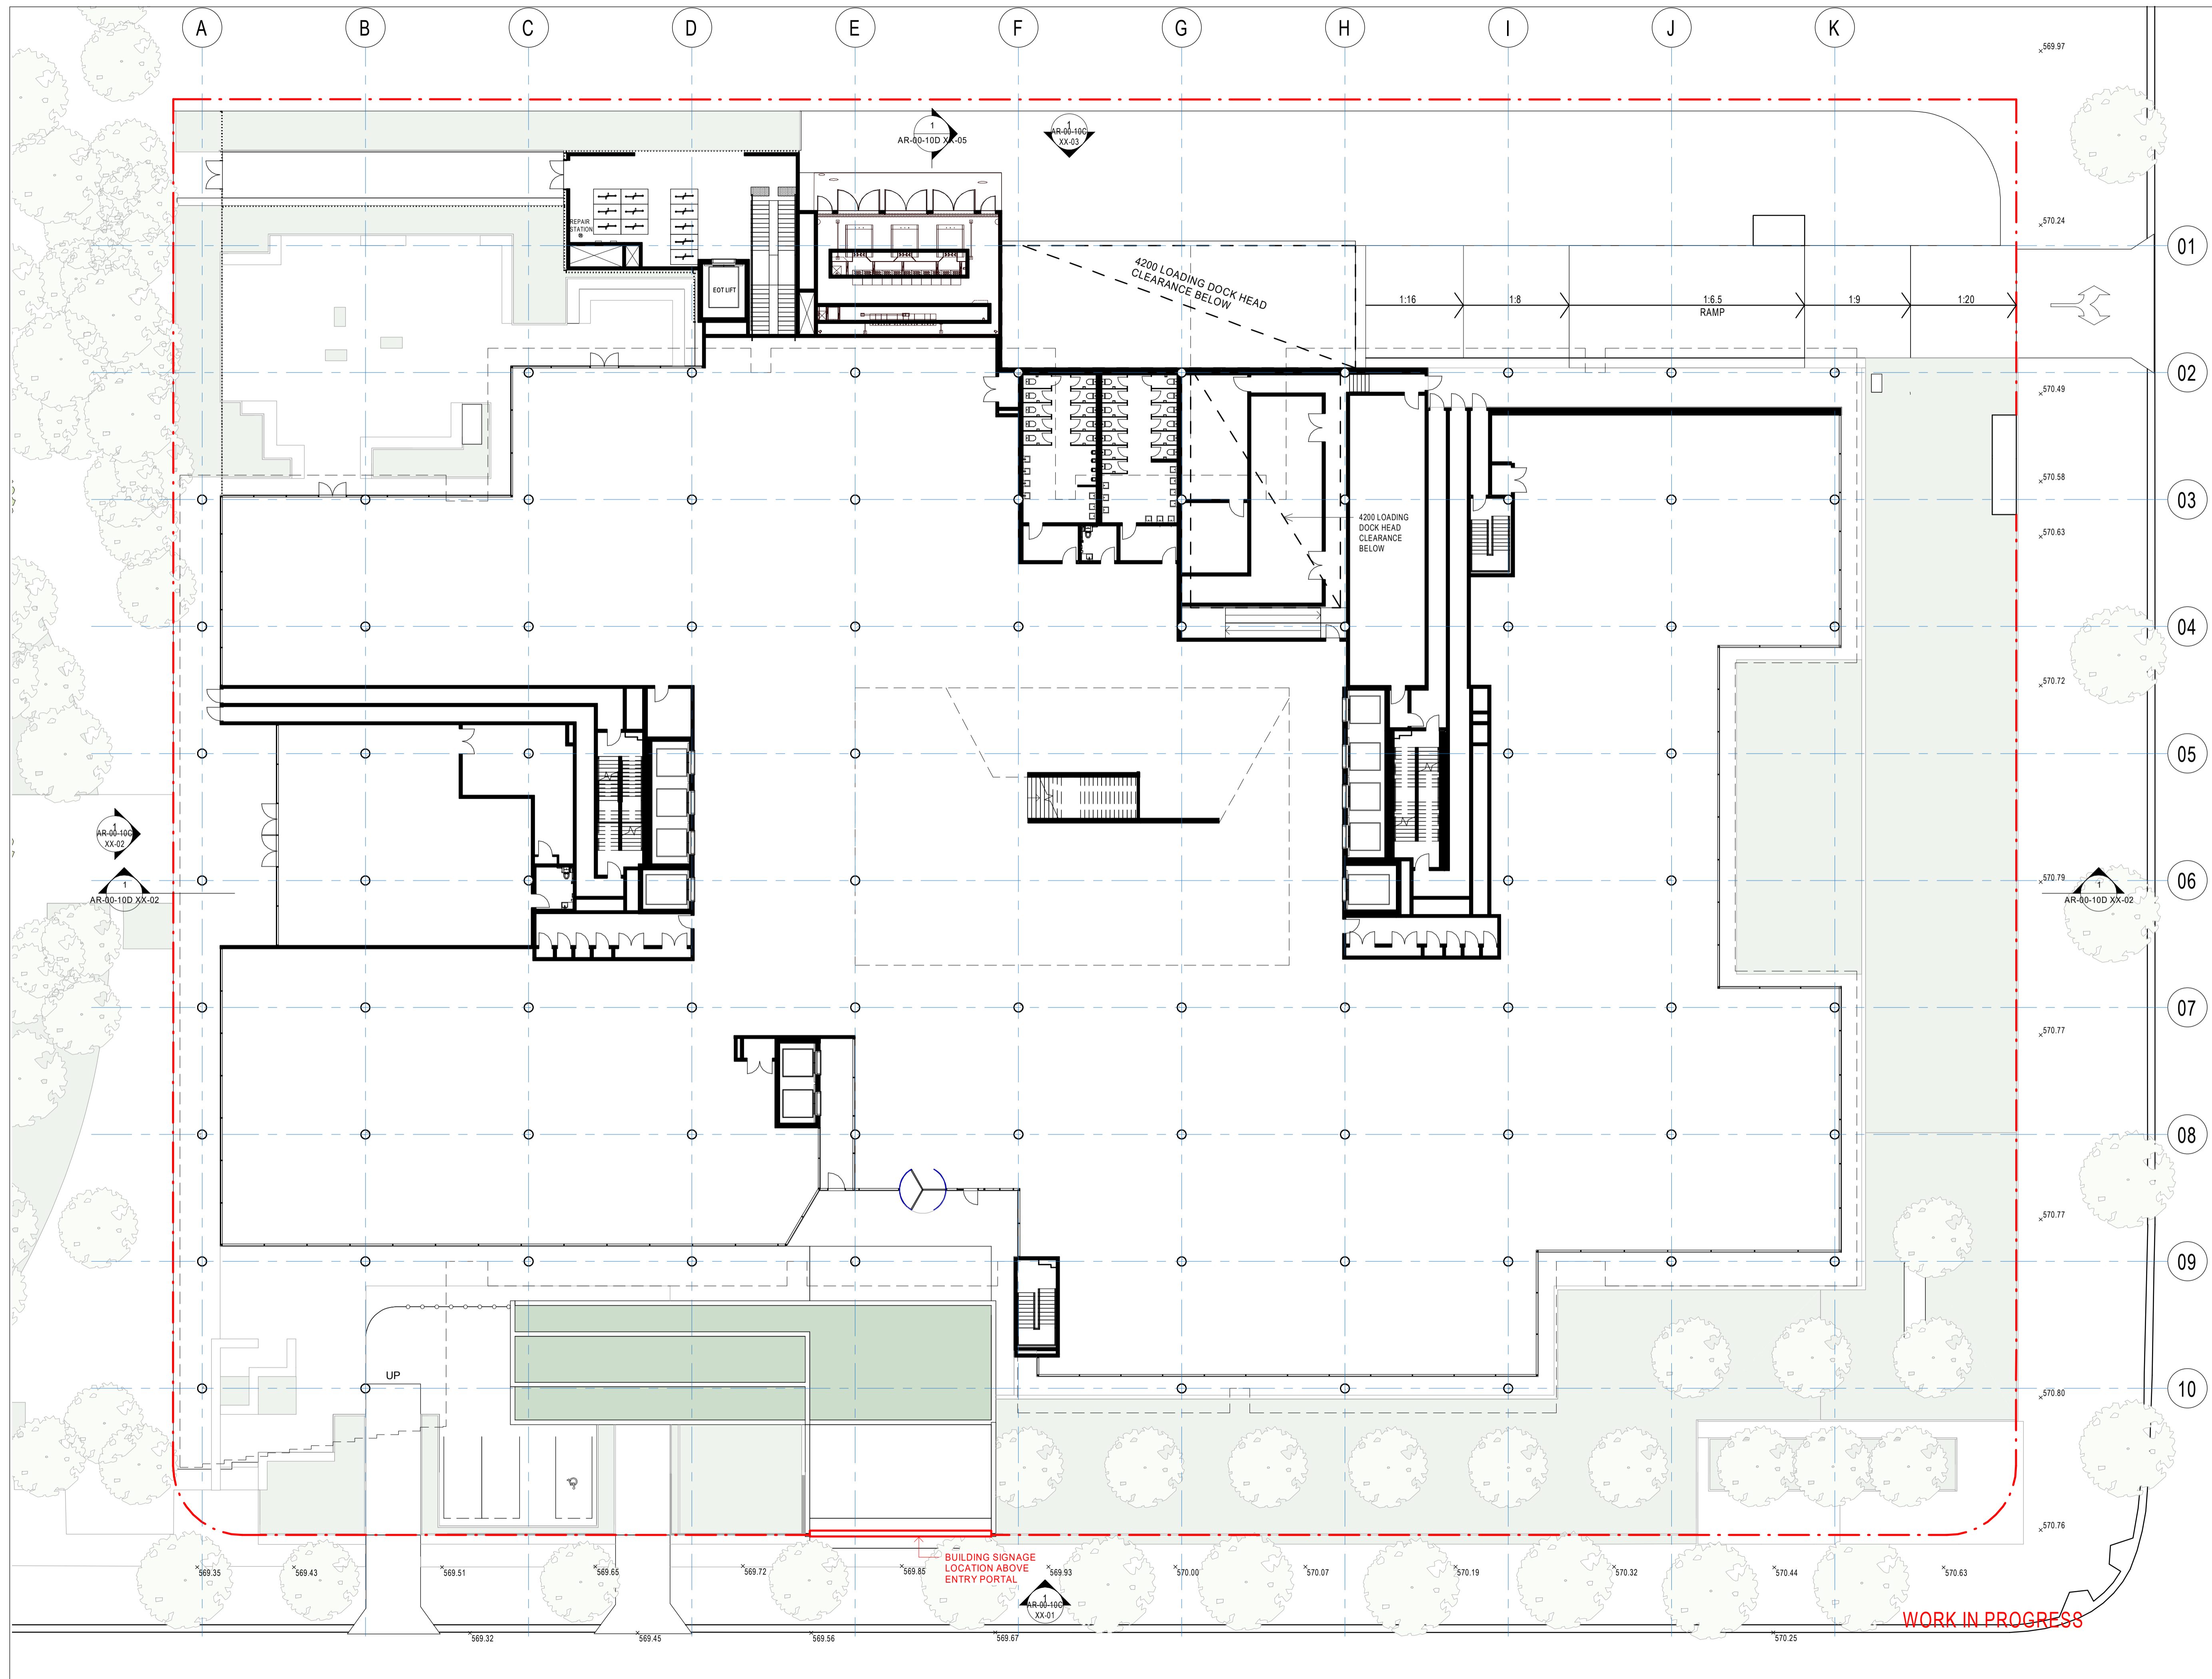 A B C D E F G H I J K
569.97
1
AR-00-10D XX-05
1
AR-00-10C
XX-03
REPAIR
STATION
570.24
01
4200 LOADING DOCK HEAD
CLEARANCE BELOW
EOT LIFT
1:16
1:8
1:6.5
RAMP
1:9
1:20
02
570.49
570.58
03
4200 LOADING
DOCK HEAD
CLEARANCE
BELOW
570.63
04
570.72
05
1
AR-00-10C
XX-02
1
AR-00-10D XX-02
570.79
06
1
AR-00-10D XX-02
07
570.77
08
570.77
09
UP
10
570.80
570.76
BUILDING SIGNAGE
LOCATION ABOVE
ENTRY PORTAL
569.35
569.43
569.51
569.65
569.72
569.85
569.93
570.00
570.07
570.19
570.32
570.44
570.63
1
AR-00-10C
XX-01
WORK IN PROGRESS
569.32
569.45
569.56
569.67
570.25